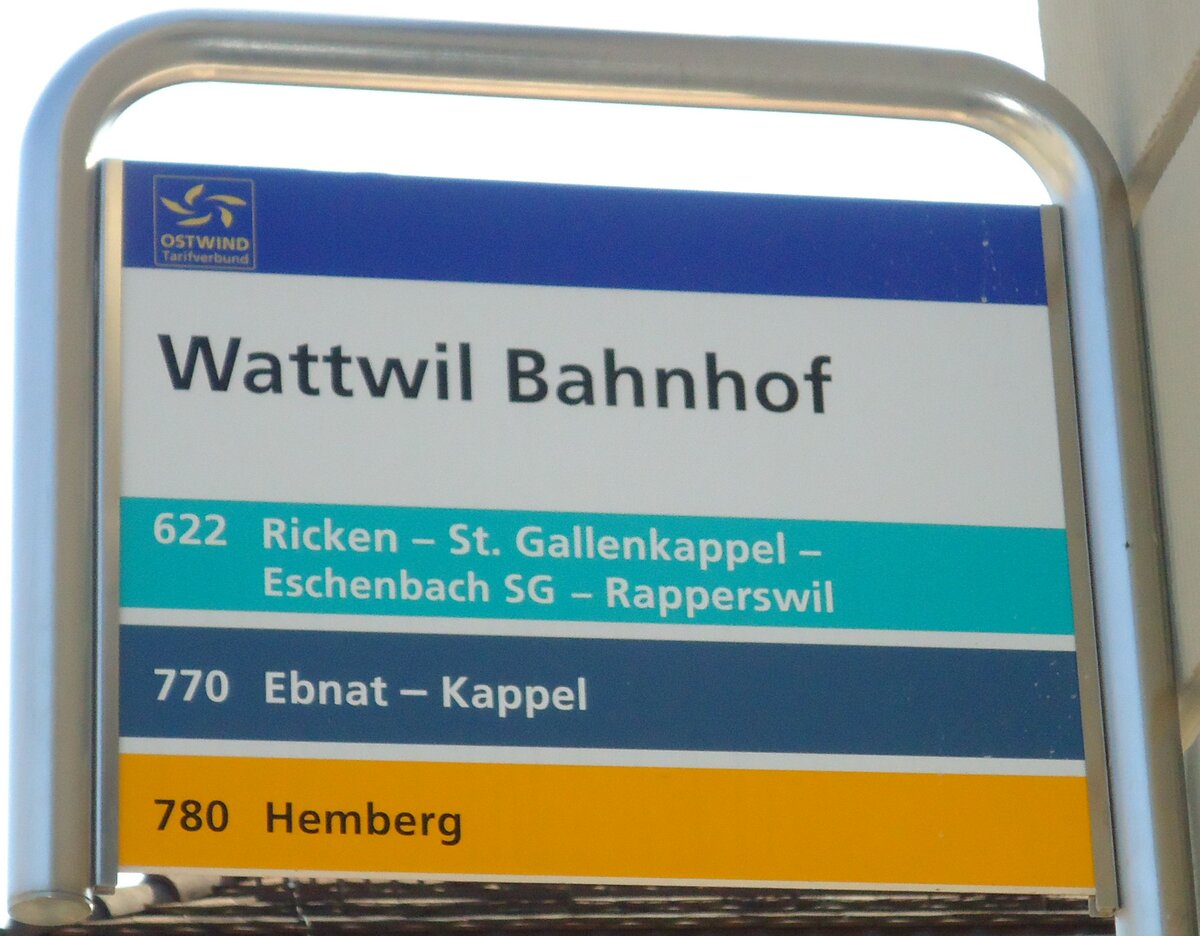 OSTWIND
Tarifverbund
Wattwil Bahnhof
622 Ricken – St. Gallenkappel –
Eschenbach SG – Rapperswil
770 Ebnat – Kappel
780 Hemberg